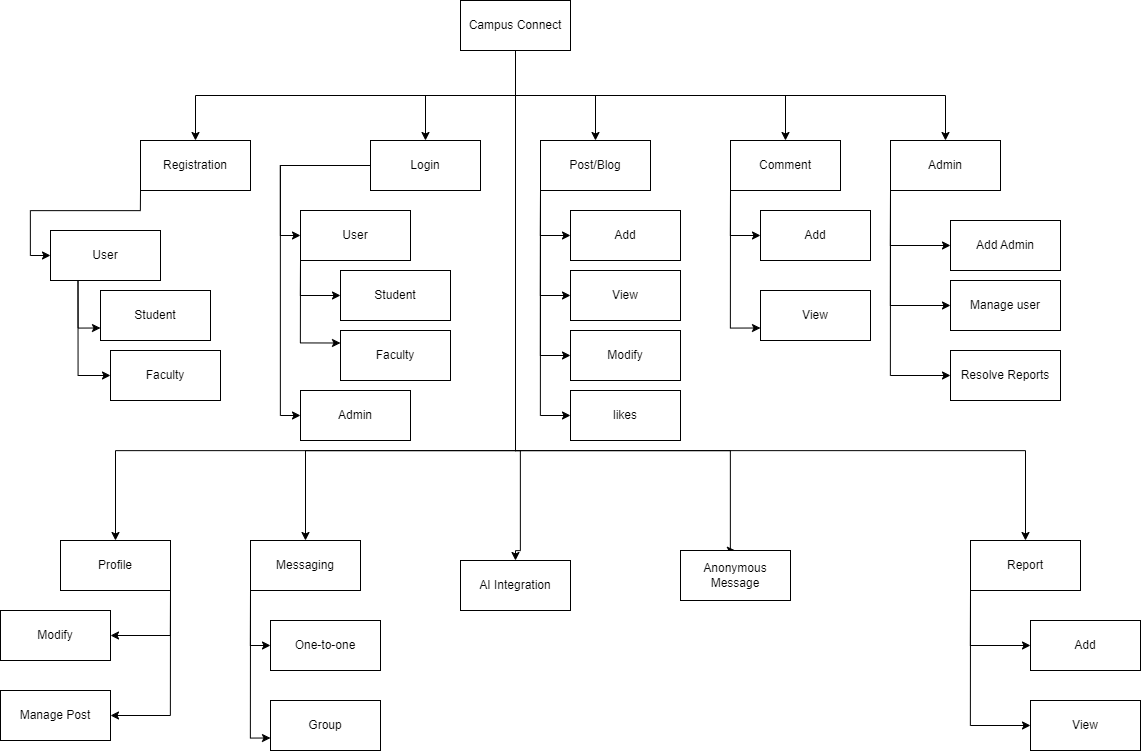 Campus Connect
Registration
Login
Post/Blog
Comment
Admin
User
Student
Faculty
User
Student
Faculty
Admin
Add
View
Modify
likes
Add
View
Add Admin
Manage user
Resolve Reports
Profile
Messaging
AI Integration
Anonymous
Message
Report
Modify
Manage Post
One-to-one
Group
Add
View